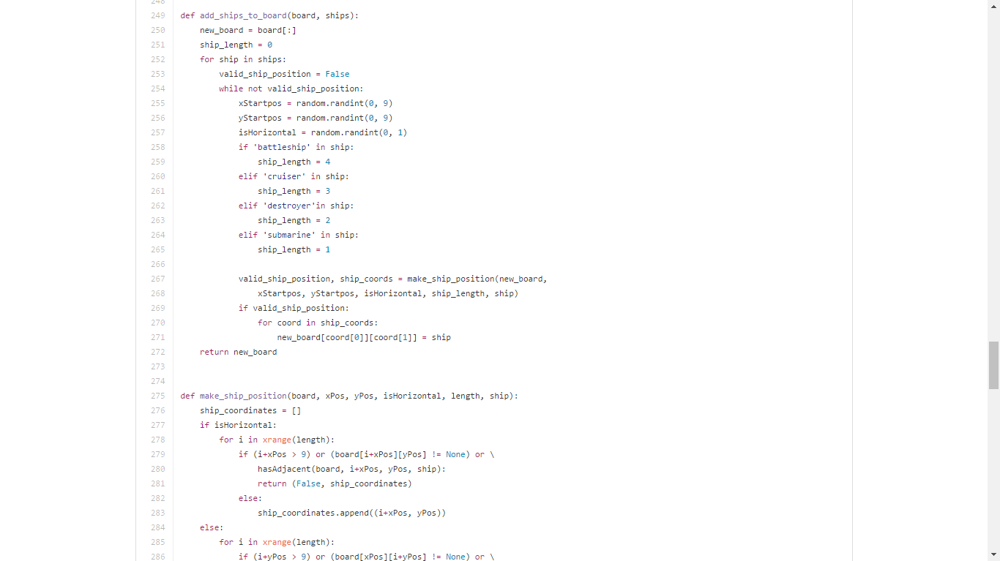 248
249 def add_ships_to_board(board, ships):
250     new_board = board[:]
251     ship_length = 0
252     for ship in ships:
253         valid_ship_position = False
254         while not valid_ship_position:
255             xStartpos = random.randint(0, 9)
256             yStartpos = random.randint(0, 9)
257             isHorizontal = random.randint(0, 1)
258             if 'battleship' in ship:
259                 ship_length = 4
260             elif 'cruiser' in ship:
261                 ship_length = 3
262             elif 'destroyer'in ship:
263                 ship_length = 2
264             elif 'submarine' in ship:
265                 ship_length = 1
266
267             valid_ship_position, ship_coords = make_ship_position(new_board,
268                 xStartpos, yStartpos, isHorizontal, ship_length, ship)
269             if valid_ship_position:
270                 for coord in ship_coords:
271                     new_board[coord[0]][coord[1]] = ship
272     return new_board
273
274
275 def make_ship_position(board, xPos, yPos, isHorizontal, length, ship):
276     ship_coordinates = []
277     if isHorizontal:
278         for i in xrange(length):
279             if (i+xPos > 9) or (board[i+xPos][yPos] != None) or \
280                 hasAdjacent(board, i+xPos, yPos, ship):
281                 return (False, ship_coordinates)
282             else:
283                 ship_coordinates.append((i+xPos, yPos))
284     else:
285         for i in xrange(length):
286             if (i+yPos > 9) or (board[xPos][i+yPos] != None) or \